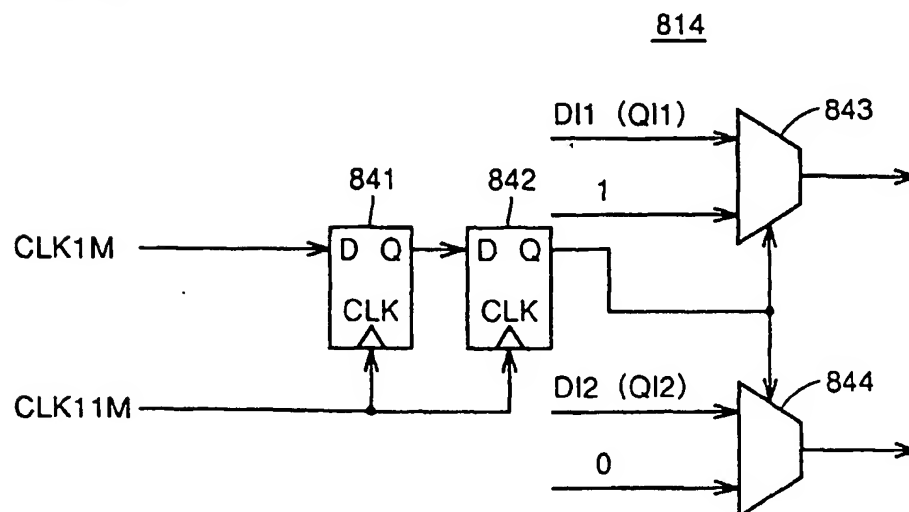 814
DI1 (QI1)
843
1
841
842
CLK1M
D Q
D Q
CLK
CLK
CLK11M
DI2 (QI2)
844
0